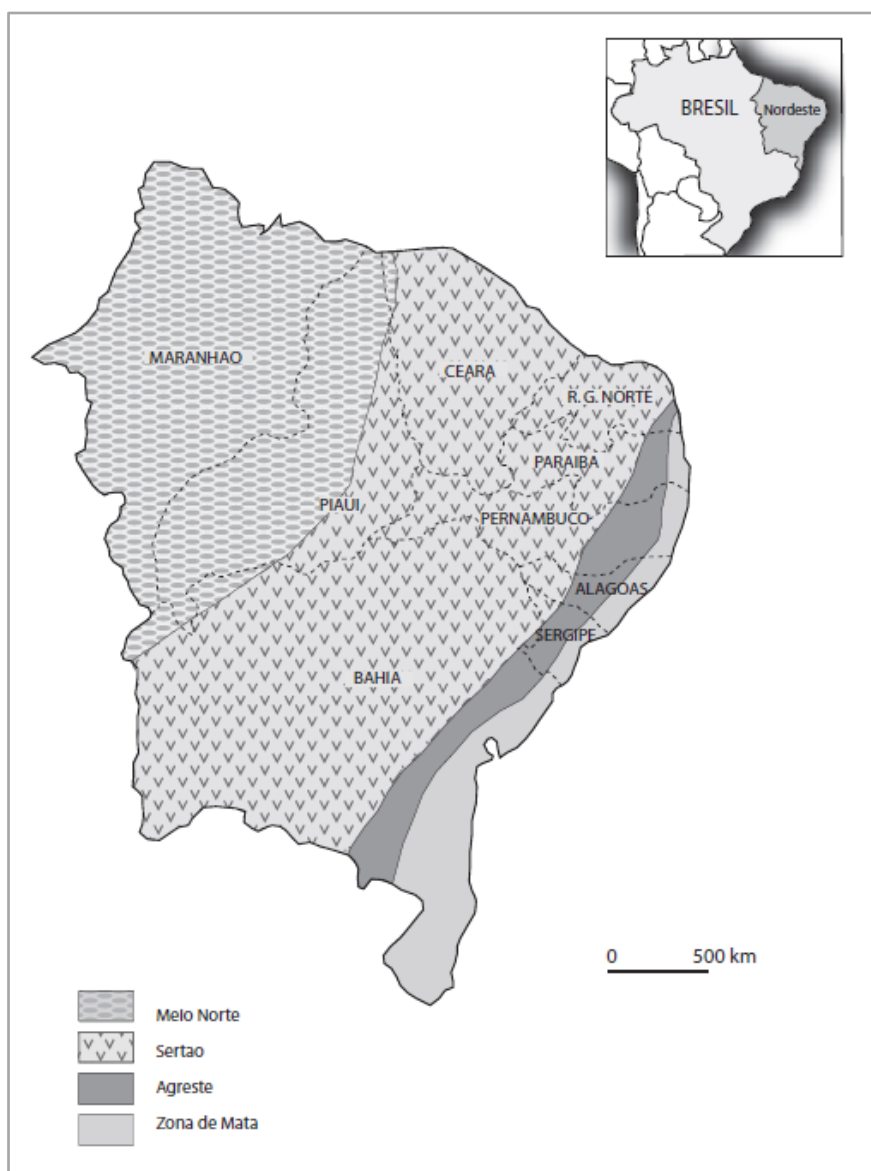 BRESIL
Nordeste
MARANHAO
CEARA
R. G. NORTE
PARAIBA
PIAUI
PERNAMBUCO
ALAGOAS
SERGIPE
BAHIA
0 500 km
Meio Norte
Sertao
Agreste
Zona de Mata